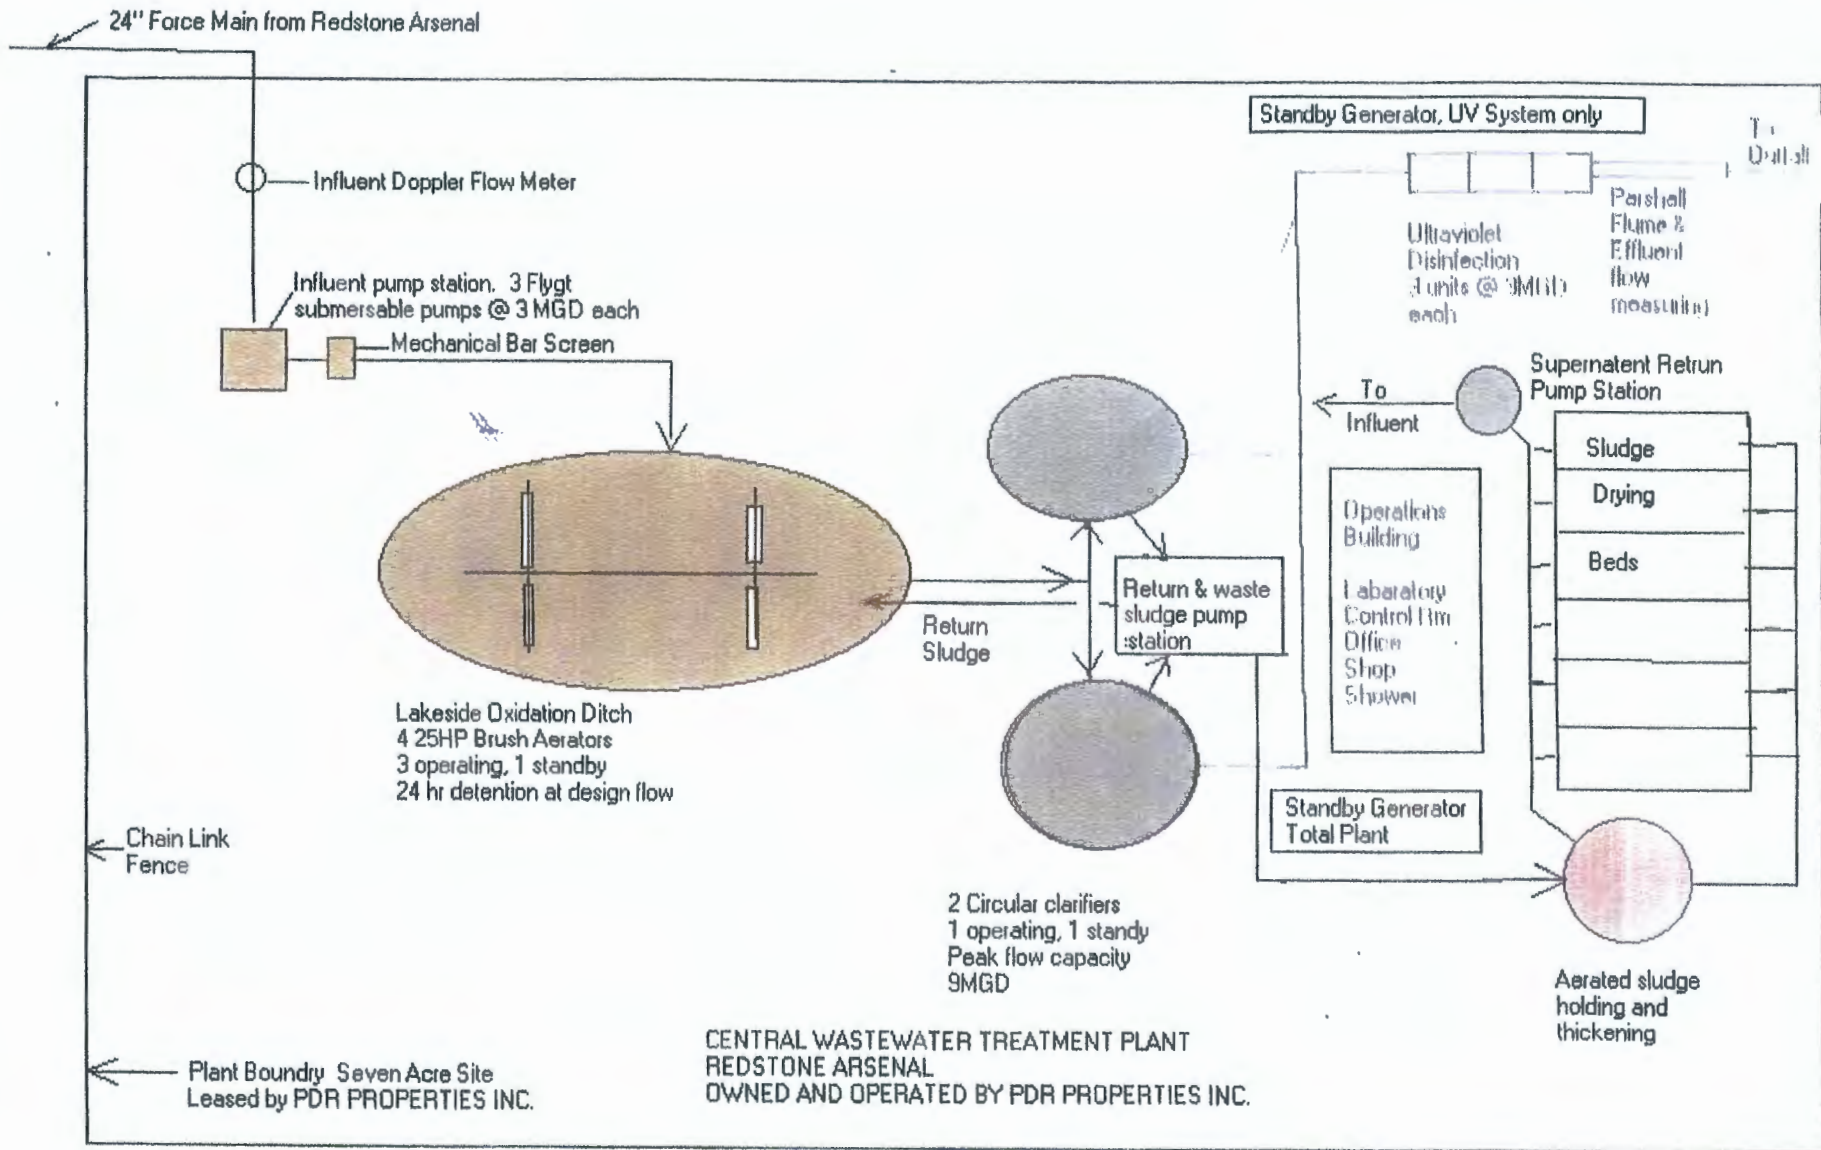 24" Force Main from Redstone Arsenal
Standby Generator, UV System only
Influent Doppler Flow Meter
Influent pump station. 3 Flygt
submersable pumps @ 3 MGD each
Mechanical Bar Screen
Ultraviolet
Disinfection
units @
each
Parshall
Flume &
Effluent
flow
measuring
Supernatent Retrun
Pump Station
To
Influent
Sludge
Drying
Beds
Operations
Building
Labaratory
Control Rm
Office
Shop
Shower
Return & waste
sludge pump
station
Return
Sludge
Lakeside Oxidation Ditch
4 25HP Brush Aerators
3 operating, 1 standby
24 hr detention at design flow
Standby Generator
Total Plant
Chain Link
Fence
2 Circular clarifiers
1 operating, 1 standy
Peak flow capacity
9MGD
Aerated sludge
holding and
thickening
Plant Boundry Seven Acre Site
Leased by PDR PROPERTIES INC.
CENTRAL WASTEWATER TREATMENT PLANT
REDSTONE ARSENAL
OWNED AND OPERATED BY PDR PROPERTIES INC.